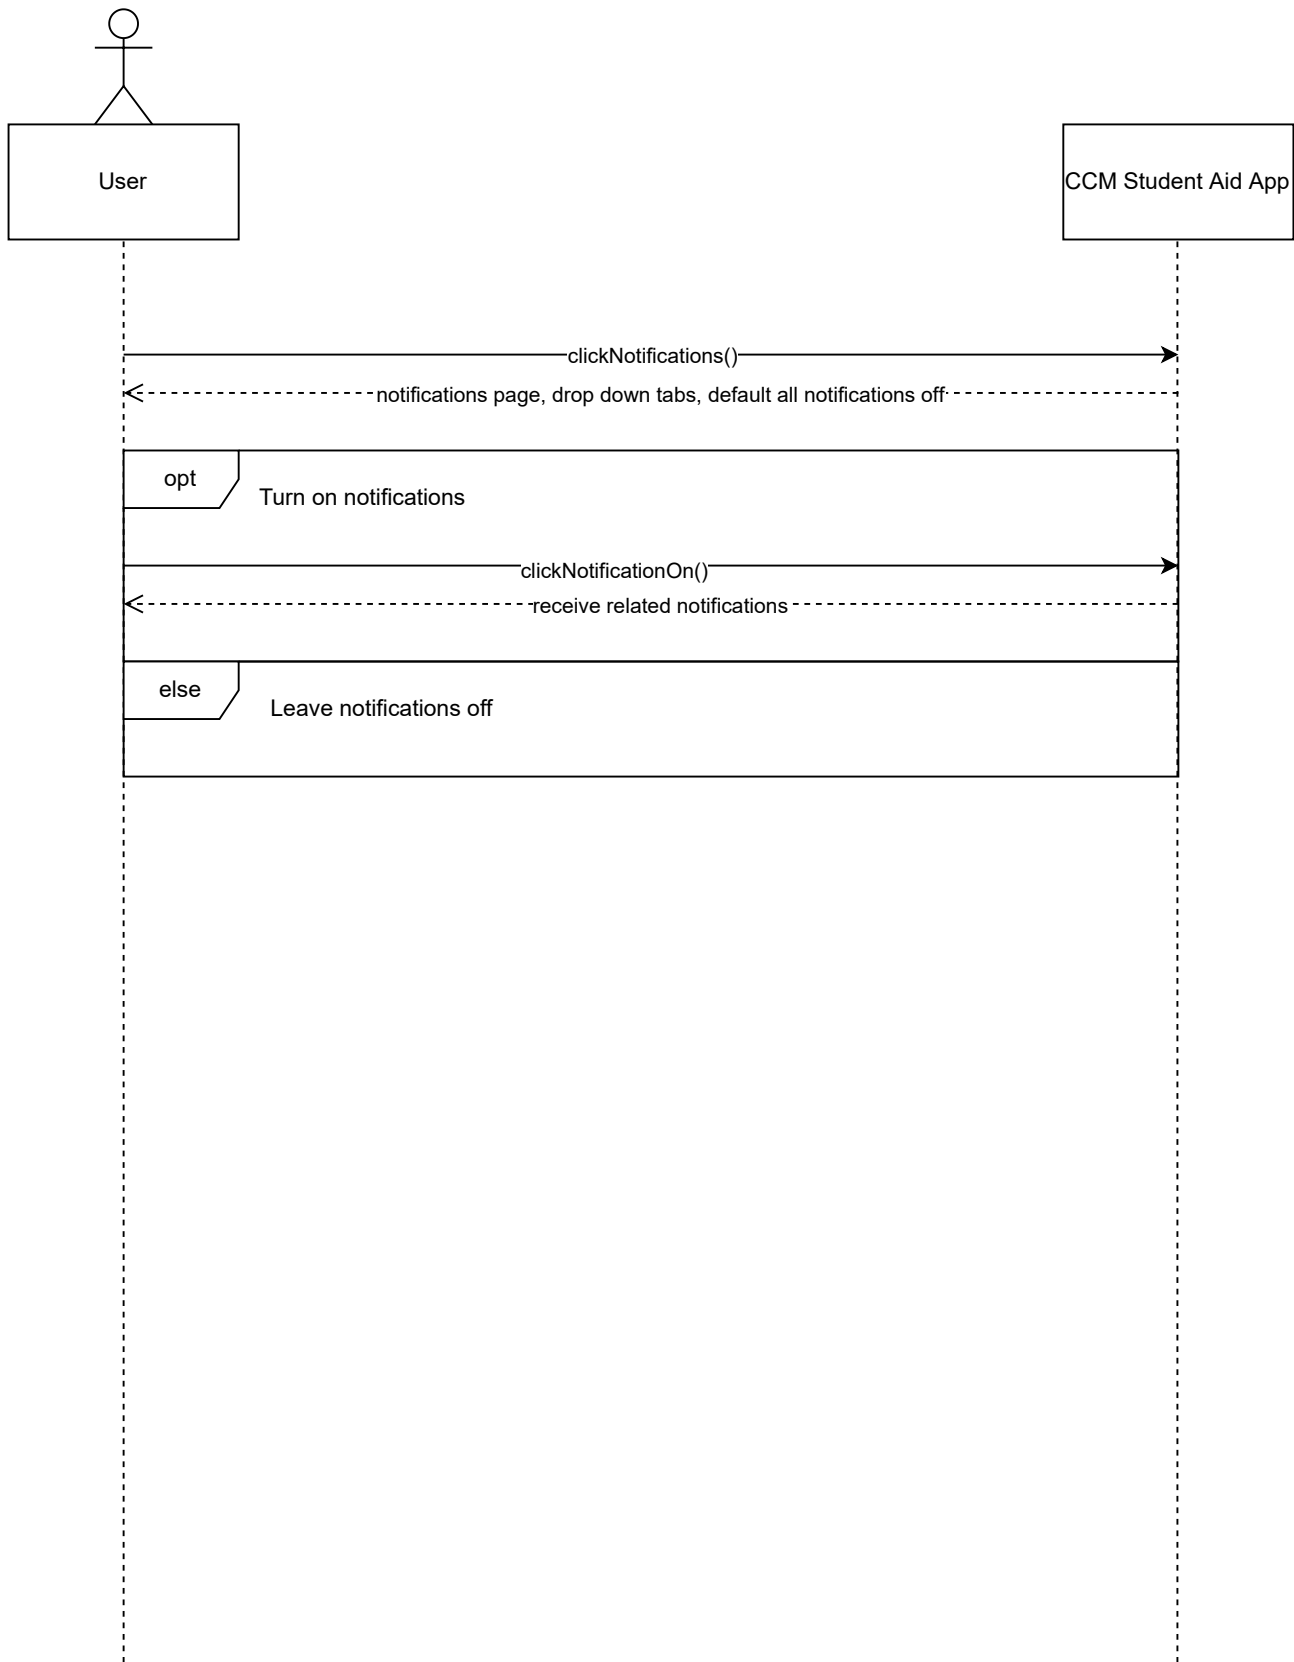 User
CCM Student Aid App
clickNotifications()
notifications page, drop down tabs, default all notifications off
opt
Turn on notifications
clickNotificationOn()
receive related notifications
else
Leave notifications off